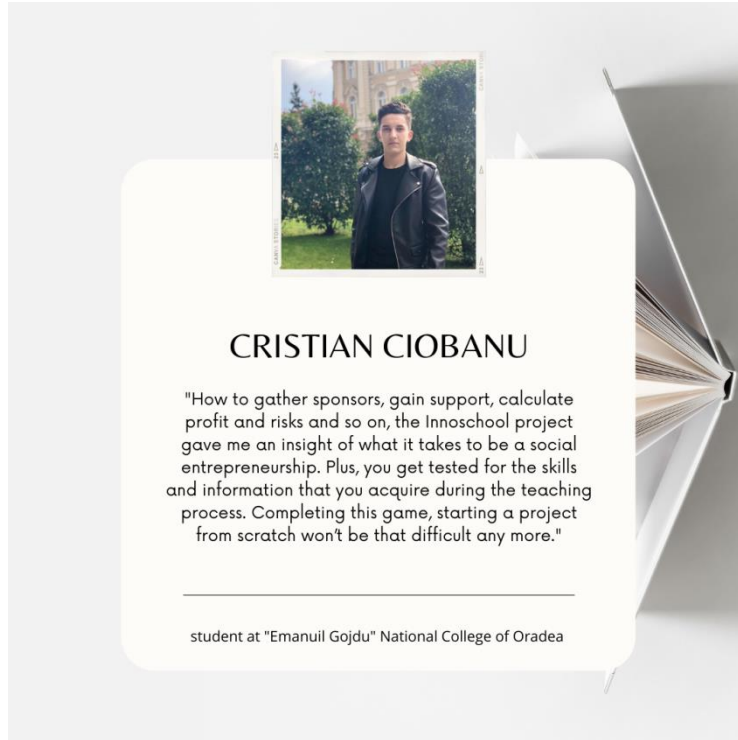 CRISTIAN CIOBANU
"How to gather sponsors, gain support, calculate
profit and risks and so on, the Innoschool project
gave me an insight of what it takes to be a social
entrepreneurship. Plus, you get tested for the skills
and information that you acquire during the teaching
process. Completing this game, starting a project
from scratch won't be that difficult any more."
student at "Emanuil Gojdu" National College of Oradea